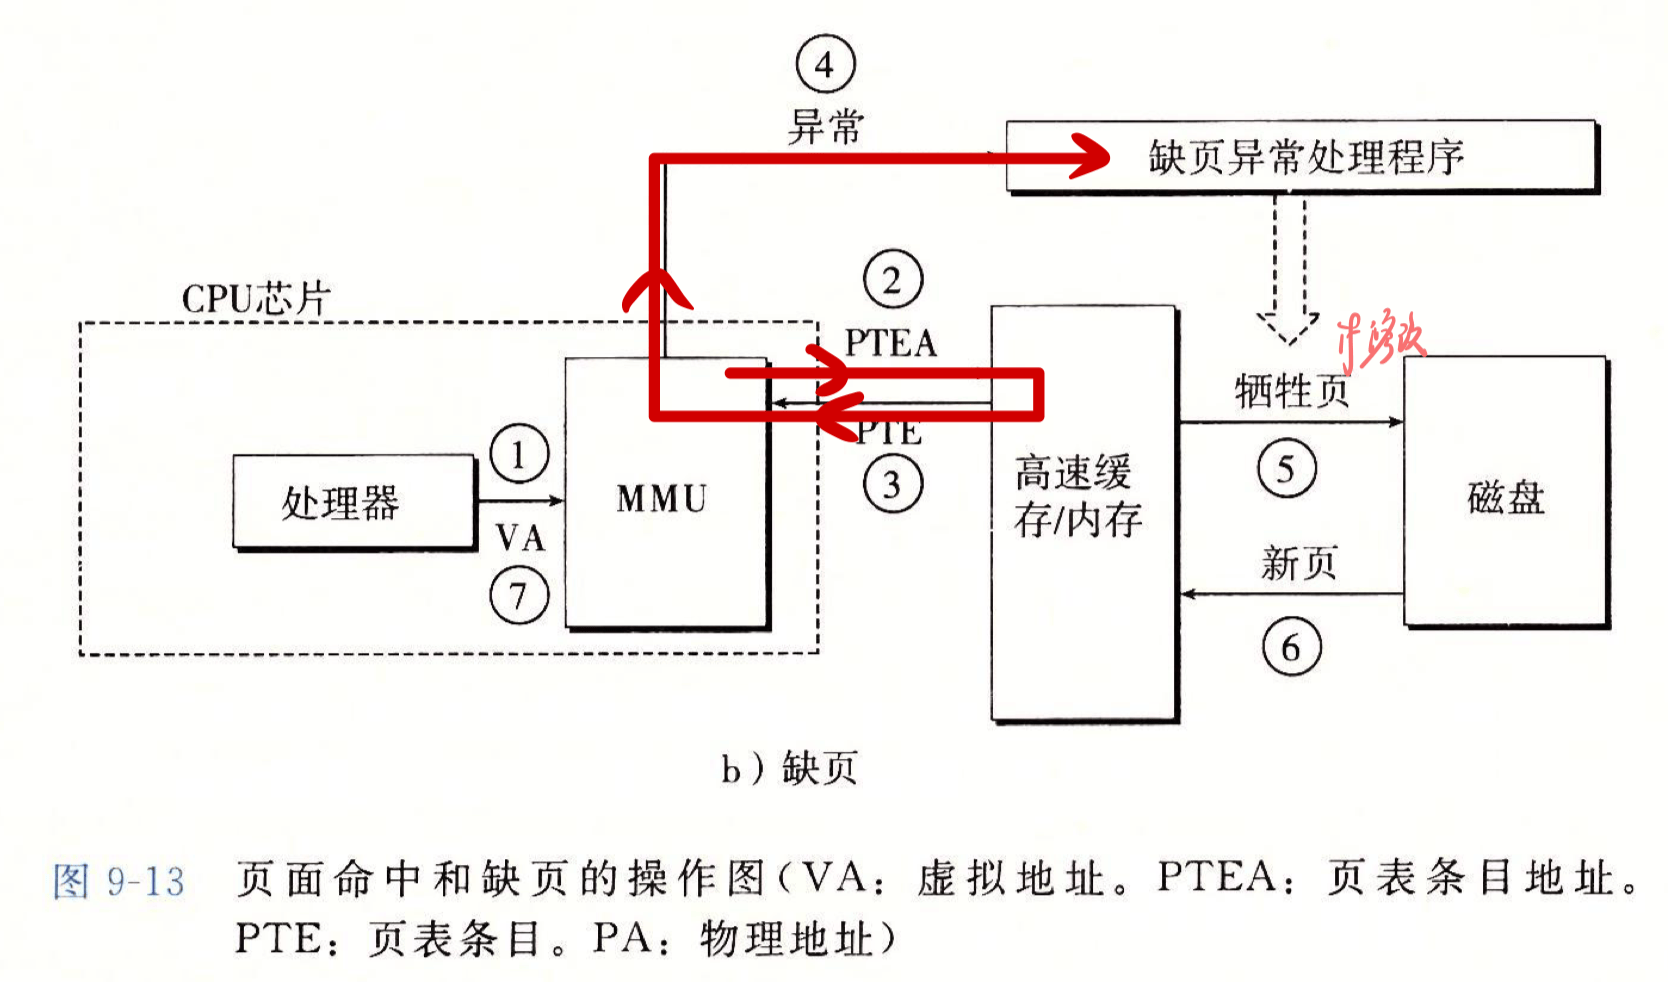 ④
异常
缺页异常处理程序
CPU芯片
②
PTEA
PTE
③
处理器
①
VA
⑦
MMU
高速缓
存/内存
牺牲页
⑤
新页
⑥
磁盘
b) 缺页
图 9-13 页面命中和缺页的操作图(VA: 虚拟地址。PTEA: 页表条目地址。
PTE: 页表条目。PA: 物理地址)